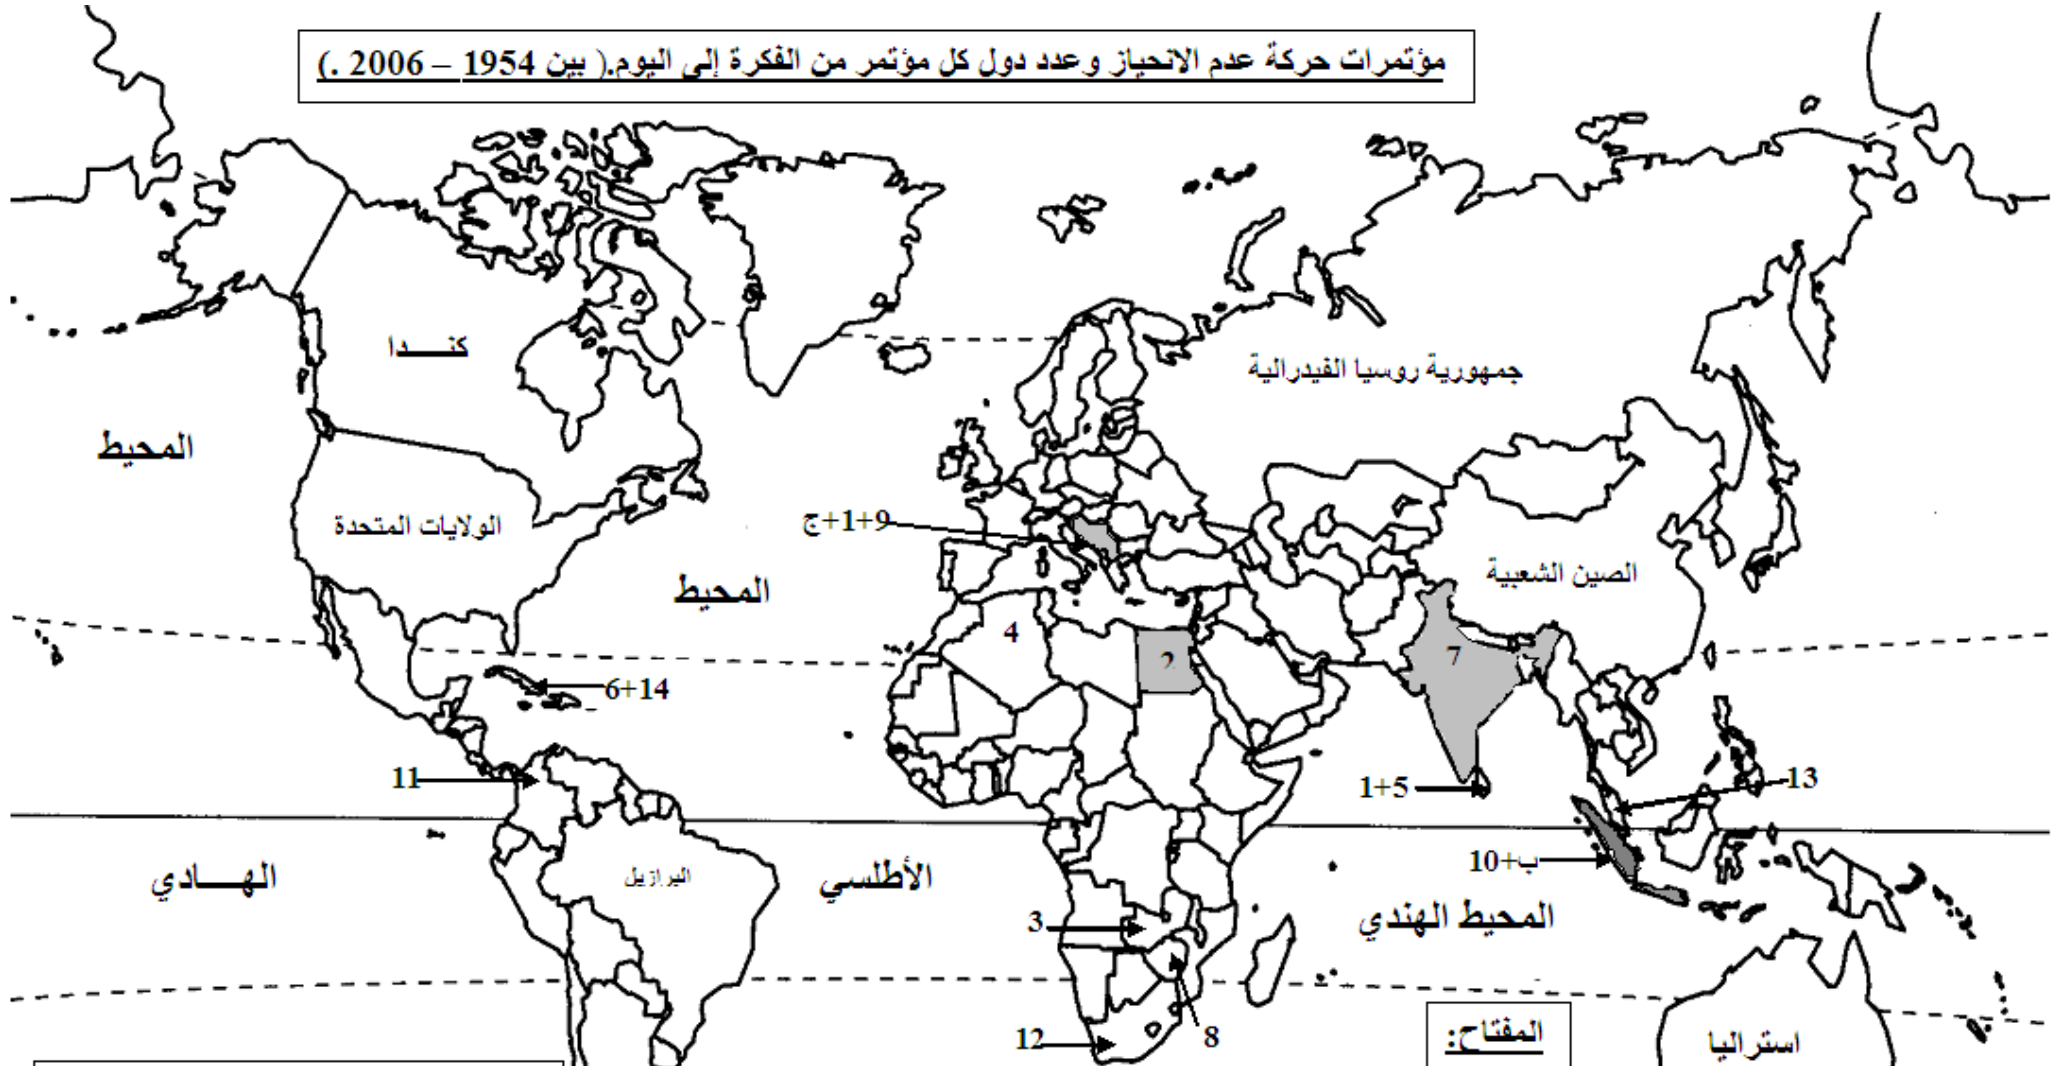 مؤتمرات حركة عدم الانحياز وعدد دول كل مؤتمر من الفكرة إلى اليوم.( بين 1954 – 2006 .)
كنـــدا
جمهورية روسيا الفيدرالية
المحيط
الولايات المتحدة
ج+1+9
الصين الشعبية
المحيط
4
2
7
6+14
11
1+5
13
ب+10
الهـــادي
البرازيل
الأطلسي
المحيط الهندي
3
8
12
المفتاح:
استراليا